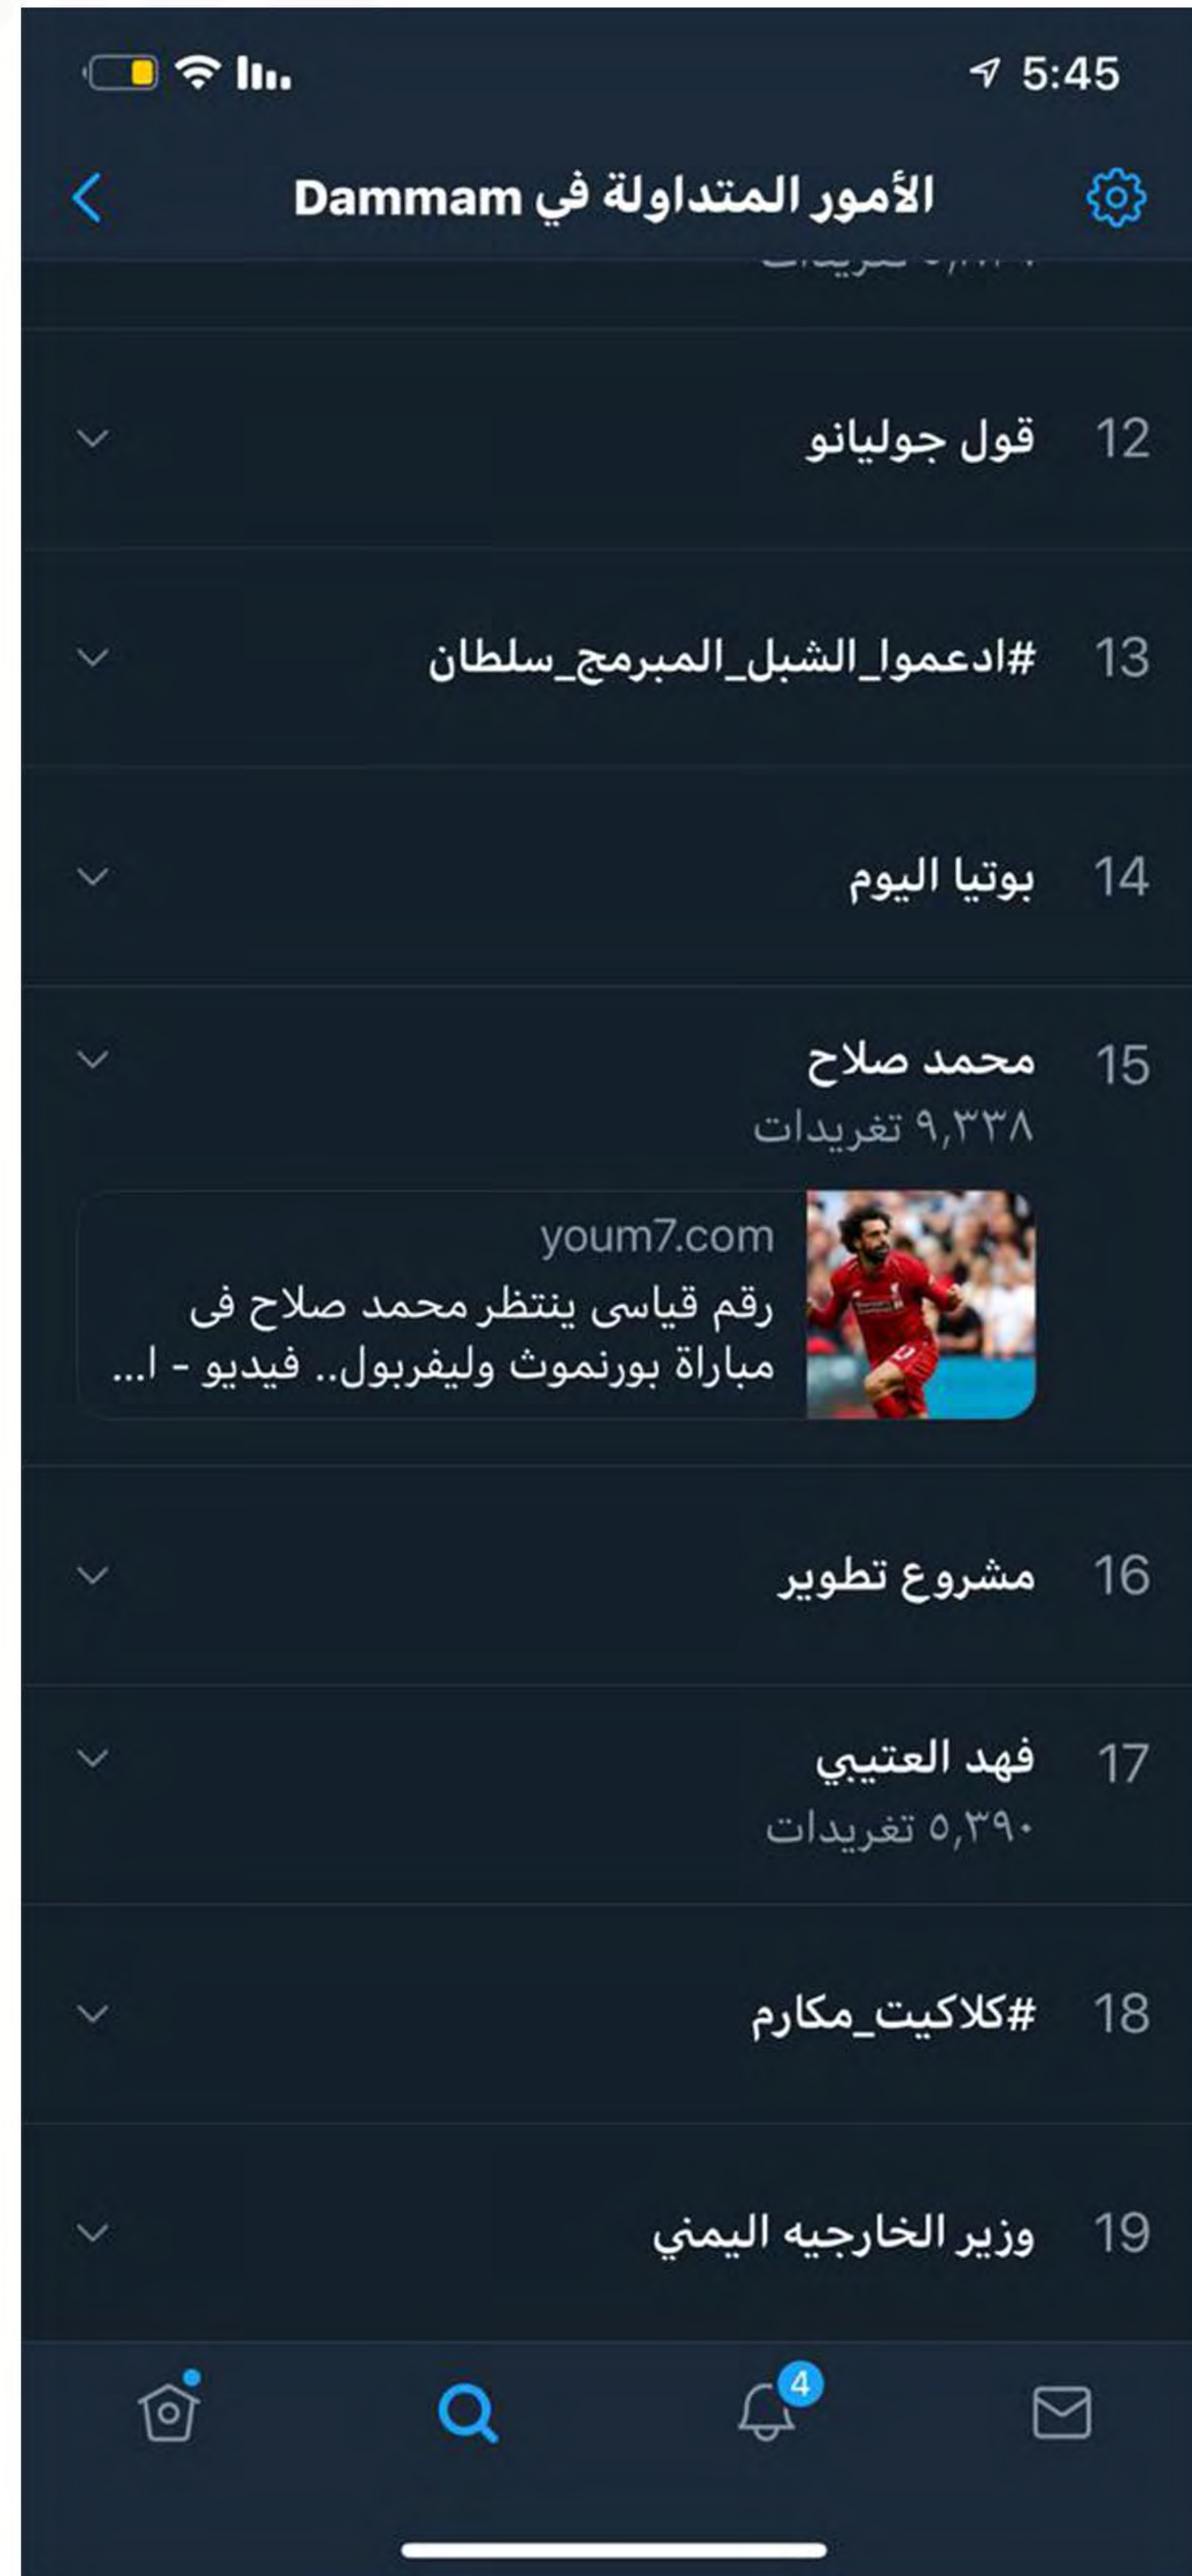 5:45
الأمور المتداولة في Dammam
تغريدات
12
قول جوليانو
13
#ادعموا_الشبل_المبرمج_سلطان
14
بوتيا اليوم
15
محمد صلاح
٩,٣٣٨ تغريدات
youm7.com
رقم قياسى ينتظر محمد صلاح فى
مباراة بورنموث وليفربول.. فيديو - ا...
16
مشروع تطوير
17
فهد العتيبي
٥,٣٩٠ تغريدات
18
#كلاكيت_مكارم
19
وزير الخارجيه اليمني
4